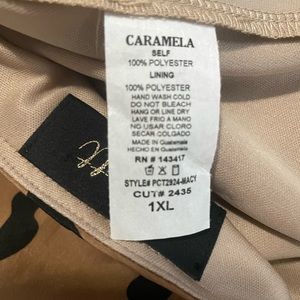 CARAMELA
SELF
100% POLYESTER
LINING
100% POLYESTER
HAND WASH COLD
DO NOT BLEACH
HANG OR LINE DRY
LAVE FRIO A MANO
NO USAR CLORO
SECAR COLGADO
MADE IN Guatemala
HECHO EN Guatemala
RN # 143417
STYLE# PCT2924-MACY
CUT# 2435
1XL